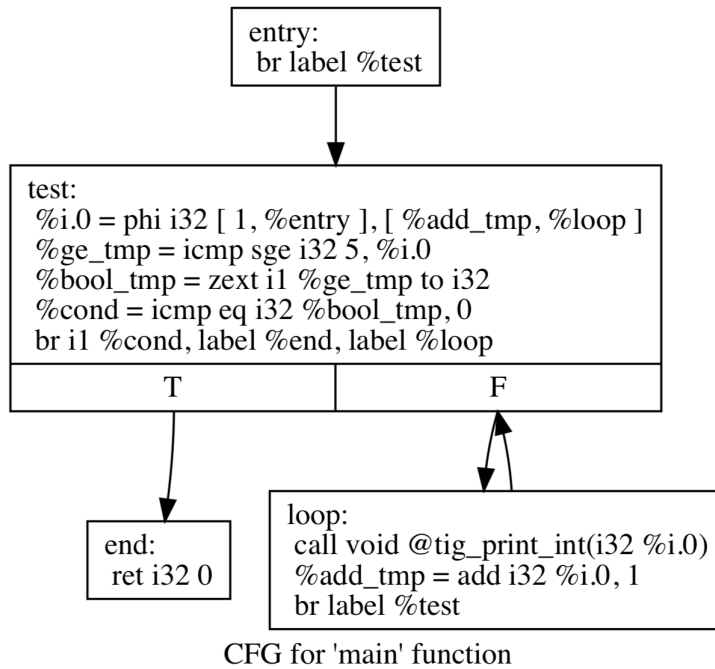 entry:
br label %test
test:
%i.0 = phi i32 [ 1, %entry ], [ %add_tmp, %loop ]
%ge_tmp = icmp sge i32 5, %i.0
%bool_tmp = zext i1 %ge_tmp to i32
%cond = icmp eq i32 %bool_tmp, 0
br i1 %cond, label %end, label %loop
T
F
end:
ret i32 0
loop:
call void @tig_print_int(i32 %i.0)
%add_tmp = add i32 %i.0, 1
br label %test
CFG for 'main' function